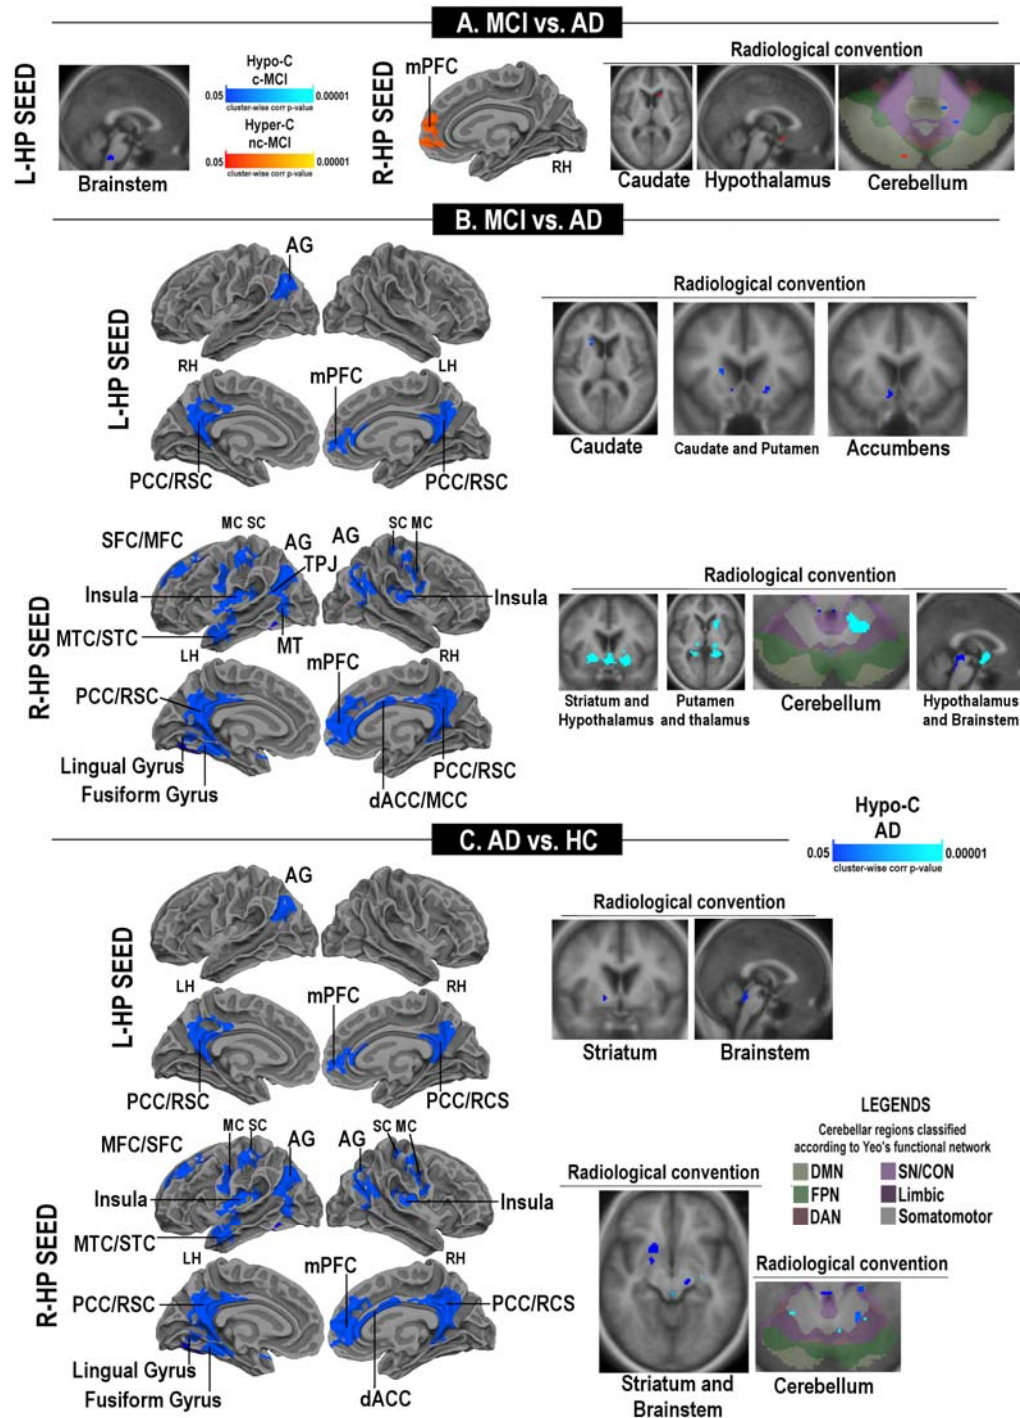 A. MCI vs. AD
L-HP SEED
Brainstem
Hypo-C
c-MCI
0.05 0.00001
cluster-wise corr p-value
Hyper-C
nc-MCI
0.05 0.00001
cluster-wise corr p-value
R-HP SEED
mPFC
RH
Radiological convention
Caudate Hypothalamus Cerebellum
B. MCI vs. AD
L-HP SEED
AG
RH LH
mPFC
PCC/RSC PCC/RSC
Radiological convention
Caudate Caudate and Putamen Accumbens
R-HP SEED
MC SC SC MC
SFC/MFC AG AG
TPJ
Insula Insula
MTC/STC MT
LH RH
mPFC
PCC/RSC
PCC/RSC
Lingual Gyrus
Fusiform Gyrus
dACC/MCC
Radiological convention
Striatum and
Hypothalamus
Putamen
and thalamus
Cerebellum
Hypothalamus
and Brainstem
C. AD vs. HC
Hypo-C
AD
0.05 0.00001
cluster-wise corr p-value
L-HP SEED
AG
LH RH
mPFC
PCC/RSC PCC/RCS
Radiological convention
Striatum Brainstem
R-HP SEED
MC SC SC MC
MFC/SFC AG AG
Insula Insula
MTC/STC
LH RH
mPFC
PCC/RSC PCC/RCS
Lingual Gyrus
Fusiform Gyrus
dACC
Radiological convention
Striatum and
Brainstem
LEGENDS
Cerebellar regions classified
according to Yeo's functional network
DMN SN/CON
FPN Limbic
DAN Somatomotor
Radiological convention
Cerebellum